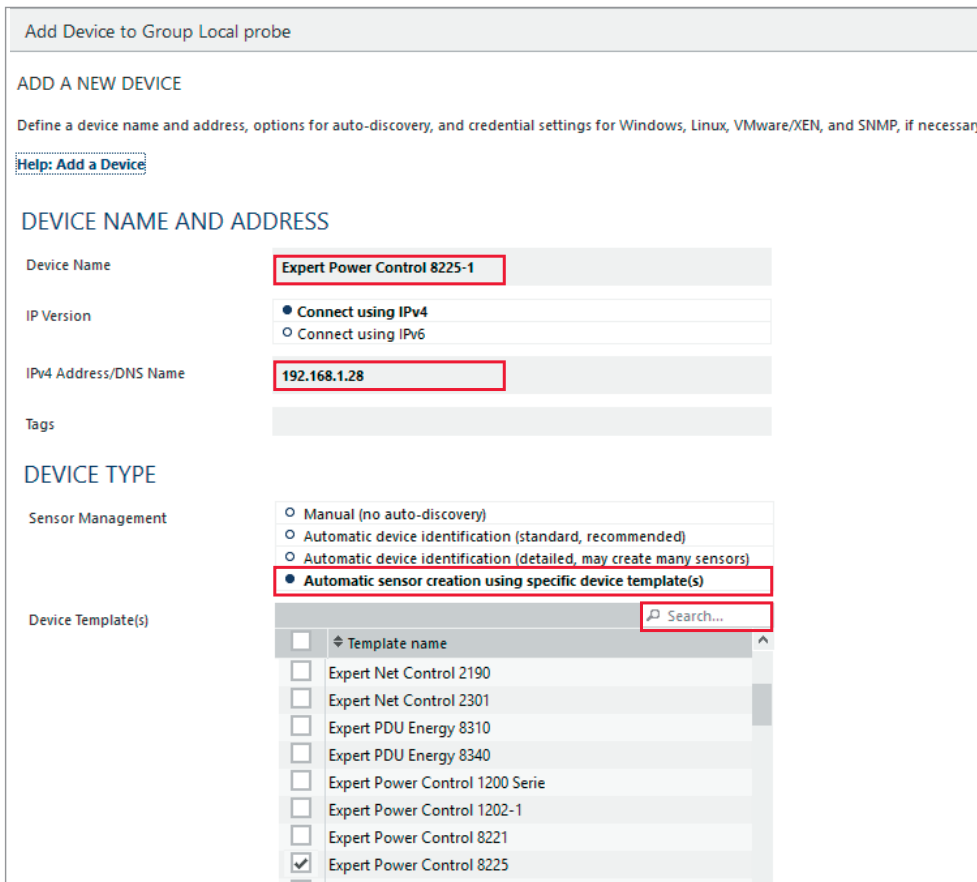 Add Device to Group Local probe
ADD A NEW DEVICE
Define a device name and address, options for auto-discovery, and credential settings for Windows, Linux, VMware/XEN, and SNMP, if necessary
Help: Add a Device
DEVICE NAME AND ADDRESS
Device Name
Expert Power Control 8225-1
IP Version
Connect using IPv4
Connect using IPv6
IPv4 Address/DNS Name
192.168.1.28
Tags
DEVICE TYPE
Sensor Management
Manual (no auto-discovery)
Automatic device identification (standard, recommended)
Automatic device identification (detailed, may create many sensors)
Automatic sensor creation using specific device template(s)
Device Template(s)
Search...
Template name
Expert Net Control 2190
Expert Net Control 2301
Expert PDU Energy 8310
Expert PDU Energy 8340
Expert Power Control 1200 Serie
Expert Power Control 1202-1
Expert Power Control 8221
Expert Power Control 8225